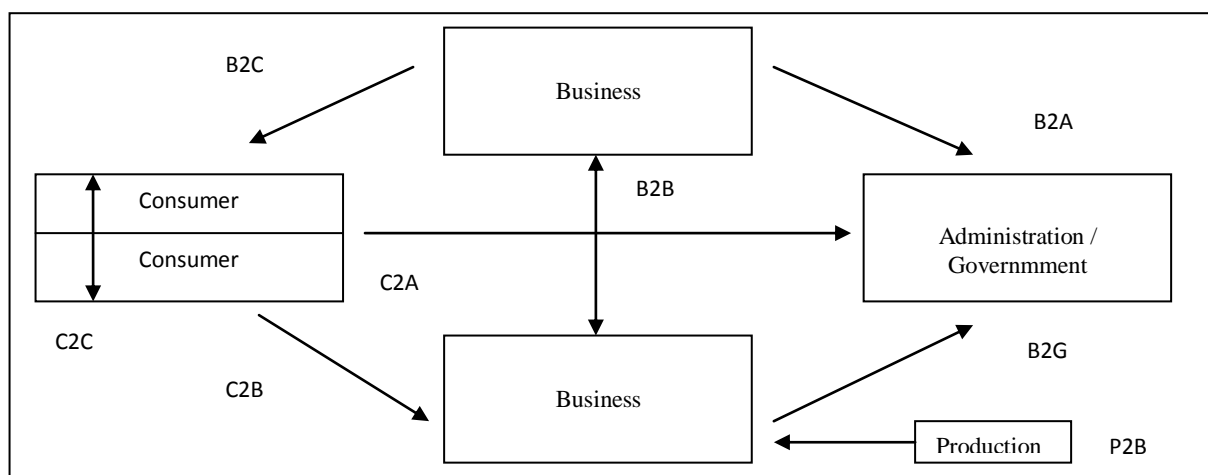 B2C
Business
B2A
B2B
Consumer
Consumer
Administration /
Governmment
C2A
C2C
C2B
B2G
Business
Production
P2B